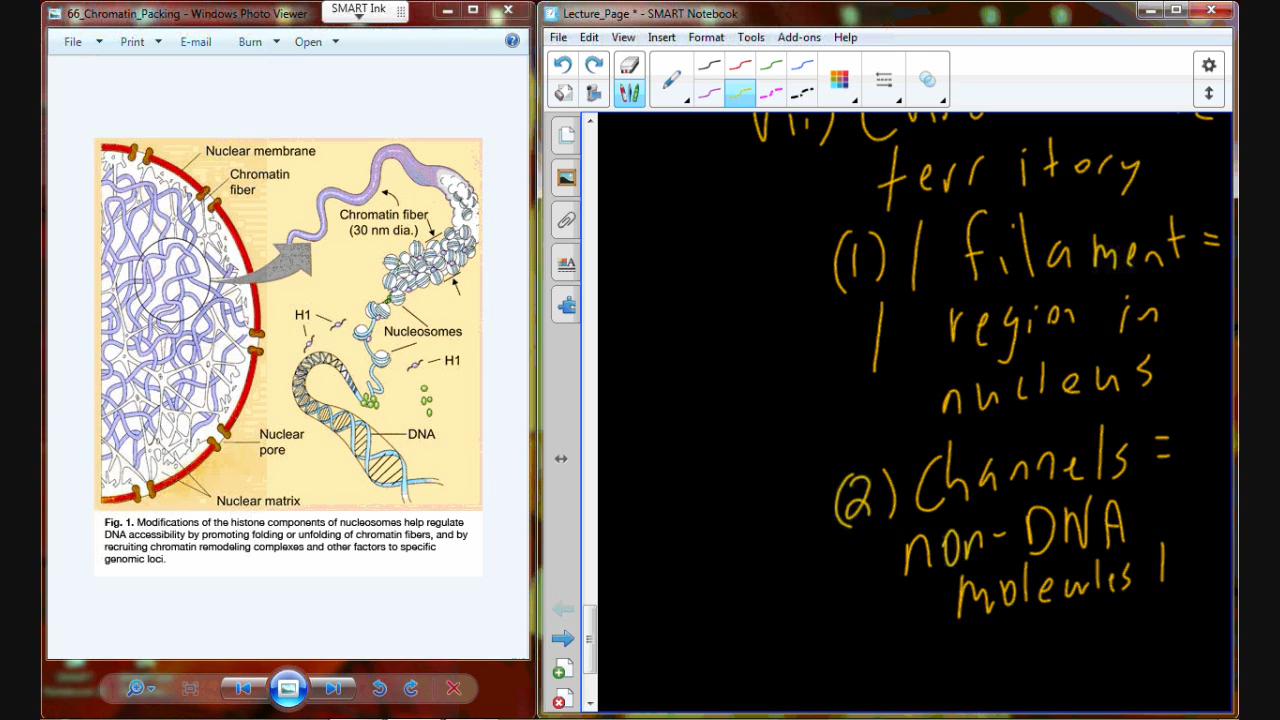 66_Chromatin_Packing - Windows Photo Viewer
SMART Ink
File Print E-mail Burn Open
Nuclear membrane
Chromatin
fiber
Chromatin fiber
(30 nm dia.)
H1
Nucleosomes
H1
DNA
Nuclear
pore
Nuclear matrix
Fig. 1. Modifications of the histone components of nucleosomes help regulate
DNA accessibility by promoting folding or unfolding of chromatin fibers, and by
recruiting chromatin remodeling complexes and other factors to specific
genomic loci.
Lecture_Page * - SMART Notebook
File Edit View Insert Format Tools Add-ons Help
territory
(1) 1 filament =
1 region in
nucleus
(2) Channels =
non-DNA
molecules